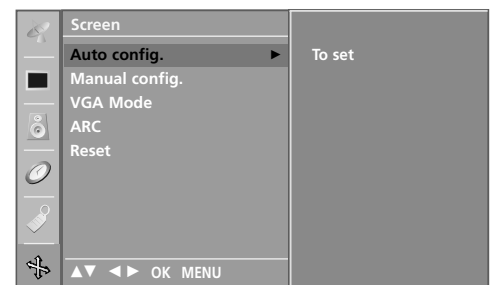 Screen
Auto config. ►
To set
Manual config.
VGA Mode
ARC
Reset
▲▼ ◄► OK MENU